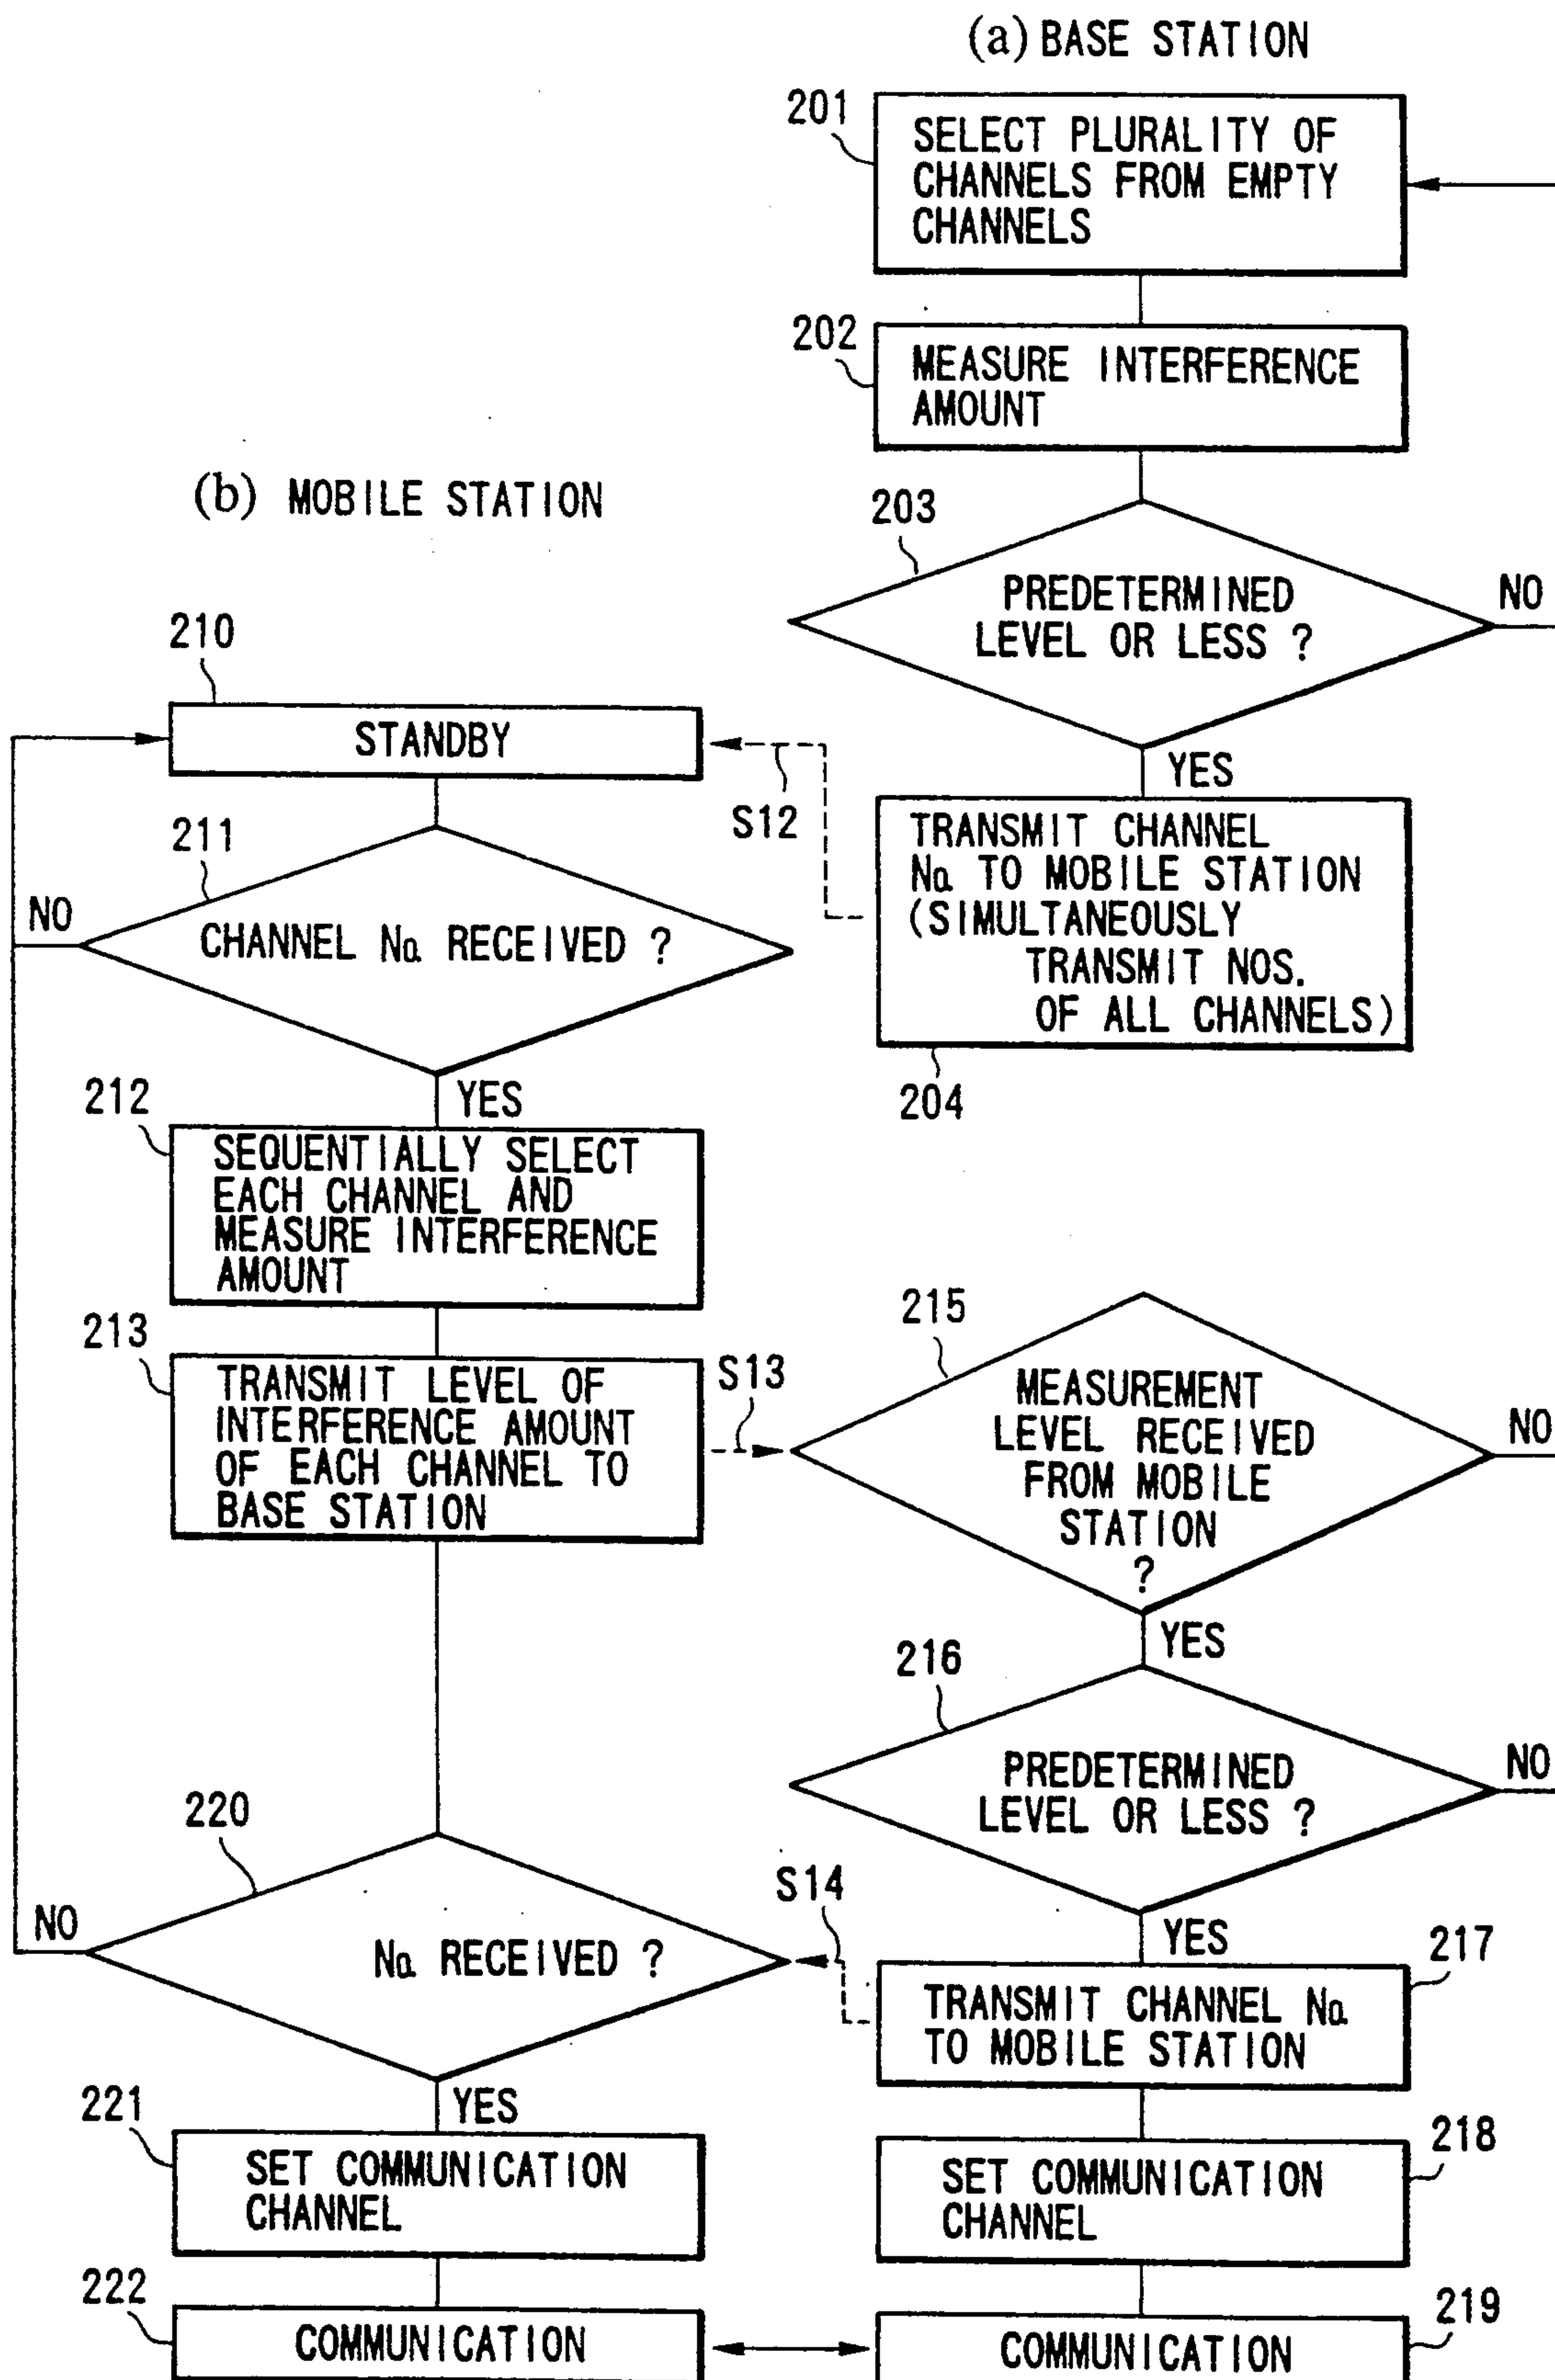 (a) BASE STATION
201
SELECT PLURALITY OF
CHANNELS FROM EMPTY
CHANNELS
202
MEASURE INTERFERENCE
AMOUNT
(b) MOBILE STATION
203
PREDETERMINED
LEVEL OR LESS ?
NO
YES
210
STANDBY
S12
204
TRANSMIT CHANNEL
No. TO MOBILE STATION
(SIMULTANEOUSLY
TRANSMIT NOS.
OF ALL CHANNELS)
211
CHANNEL No. RECEIVED ?
NO
YES
212
SEQUENTIALLY SELECT
EACH CHANNEL AND
MEASURE INTERFERENCE
AMOUNT
213
TRANSMIT LEVEL OF
INTERFERENCE AMOUNT
OF EACH CHANNEL TO
BASE STATION
S13
215
MEASUREMENT
LEVEL RECEIVED
FROM MOBILE
STATION
?
NO
YES
216
PREDETERMINED
LEVEL OR LESS ?
NO
YES
220
No. RECEIVED ?
NO
S14
217
TRANSMIT CHANNEL No.
TO MOBILE STATION
YES
221
SET COMMUNICATION
CHANNEL
218
SET COMMUNICATION
CHANNEL
222
COMMUNICATION
219
COMMUNICATION